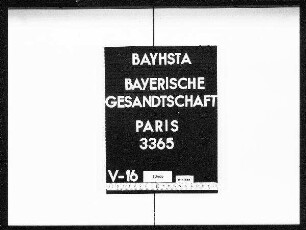 BAYHSTA
BAYERISCHE
GESANDTSCHAFT
PARIS
3365
V-16